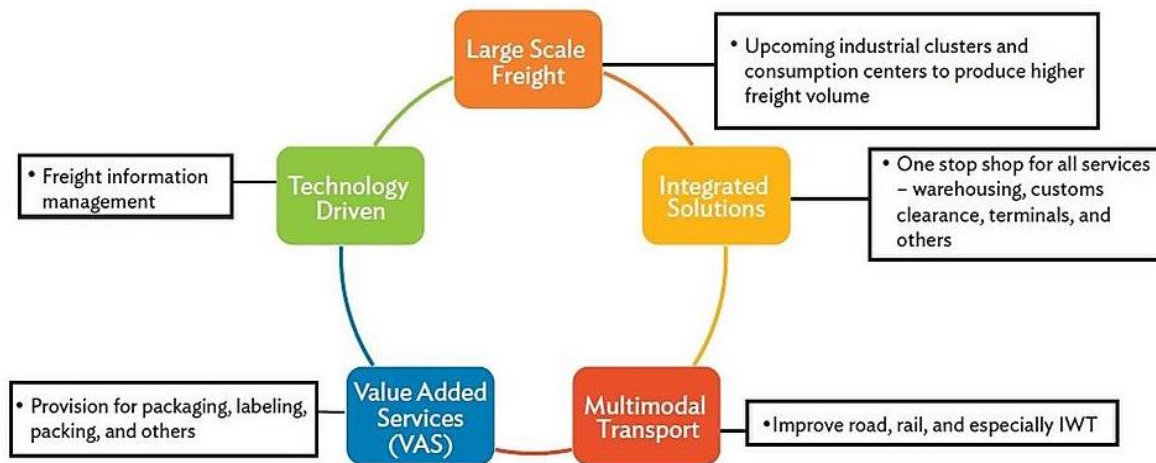 Large Scale
Freight
• Upcoming industrial clusters and
consumption centers to produce higher
freight volume
Integrated
Solutions
• One stop shop for all services
– warehousing, customs
clearance, terminals, and
others
Multimodal
Transport
•Improve road, rail, and especially IWT
Value Added
Services
(VAS)
• Provision for packaging, labeling,
packing, and others
Technology
Driven
• Freight information
management